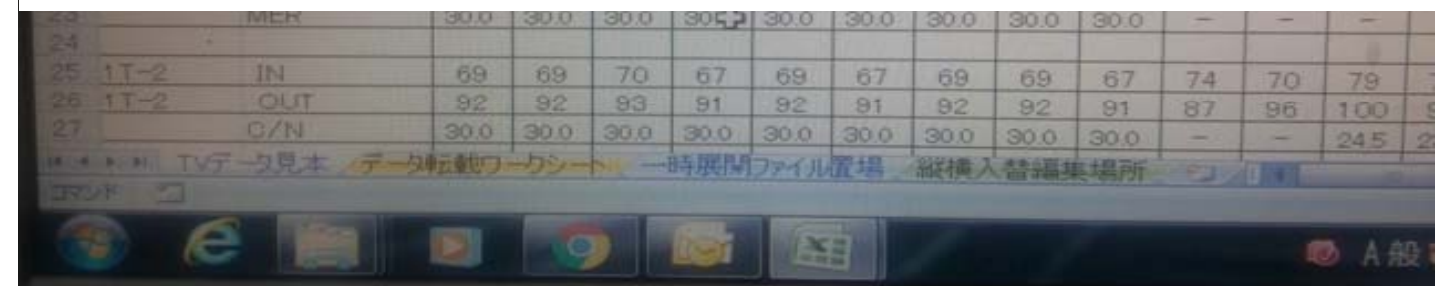 23 MER 30.0 30.0 30.0 30 30.0 30.0 30.0 30.0 30.0 - - -
24
25 1T-2 IN 69 69 70 67 69 67 69 69 67 74 70 79
26 1T-2 OUT 92 92 93 91 92 91 92 92 91 87 96 100
27 C/N 30.0 30.0 30.0 30.0 30.0 30.0 30.0 30.0 30.0 - - 24.5
TVデータ見本 データ転載ワークシート 一時展開ファイル置場 縦横入替編集場所
コマンド
A 般